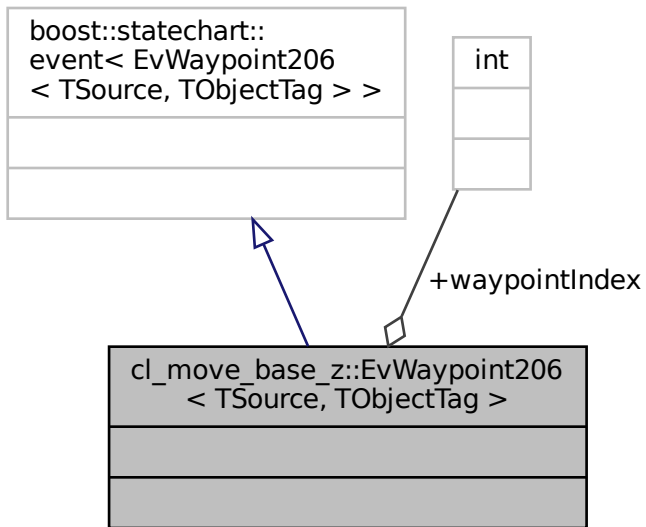 boost::statechart::
event< EvWaypoint206
< TSource, TObjectTag > >
int
+waypointIndex
cl_move_base_z::EvWaypoint206
< TSource, TObjectTag >